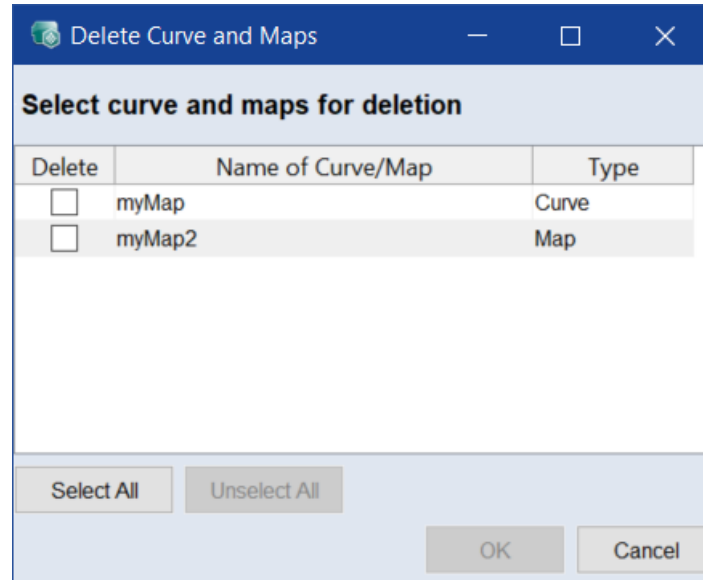 Delete Curve and Maps
Select curve and maps for deletion
Delete Name of Curve/Map Type
myMap Curve
myMap2 Map
Select All Unselect All
OK Cancel